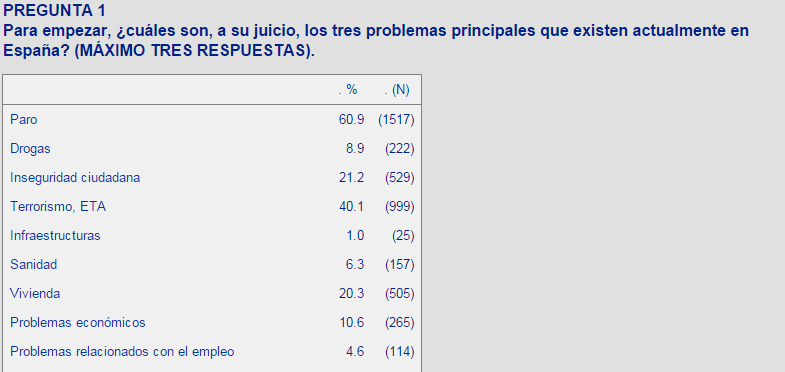 PREGUNTA 1
Para empezar, ¿cuáles son, a su juicio, los tres problemas principales que existen actualmente en
España? (MÁXIMO TRES RESPUESTAS).
. % . (N)
Paro 60.9 (1517)
Drogas 8.9 (222)
Inseguridad ciudadana 21.2 (529)
Terrorismo, ETA 40.1 (999)
Infraestructuras 1.0 (25)
Sanidad 6.3 (157)
Vivienda 20.3 (505)
Problemas económicos 10.6 (265)
Problemas relacionados con el empleo 4.6 (114)